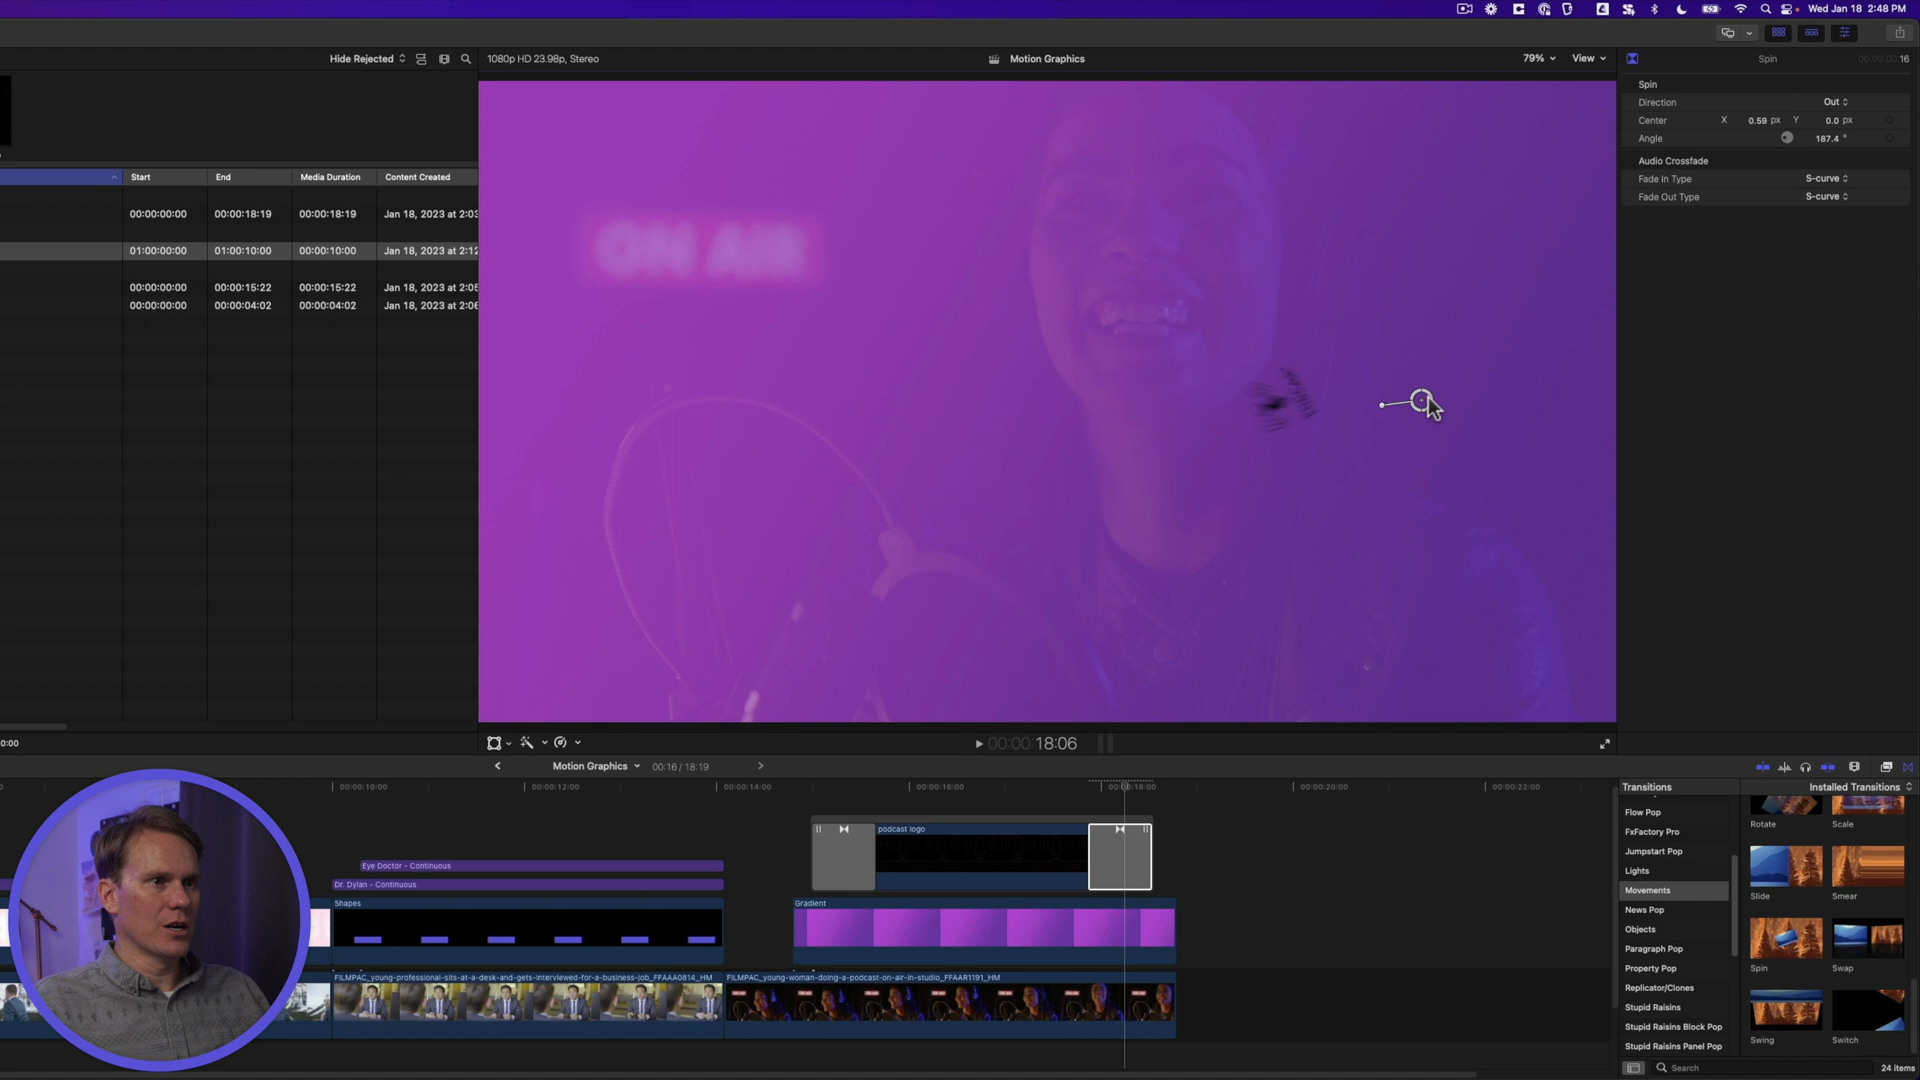 Wed Jan 18 2:48 PM
Hide Rejected
1080p HD 23.98p, Stereo
Motion Graphics
79%
View
Spin
00:00:00:00 16
Start
End
Media Duration
Content Created
00:00:00:00
00:00:18:19
00:00:18:19
Jan 18, 2023 at 2:03
01:00:00:00
01:00:10:00
00:00:10:00
Jan 18, 2023 at 2:12
00:00:00:00
00:00:15:22
00:00:15:22
Jan 18, 2023 at 2:05
00:00:00:00
00:00:04:02
00:00:04:02
Jan 18, 2023 at 2:06
ON AIR
Spin
Direction
Out
Center
X
0.59 px
Y
0.0 px
Angle
187.4 °
Audio Crossfade
Fade In Type
S-curve
Fade Out Type
S-curve
0:00
00:00:18:06
Motion Graphics
00:16 / 18:19
00:00:10:00
00:00:12:00
00:00:14:00
00:00:16:00
00:00:18:00
00:00:20:00
00:00:22:00
podcast logo
Eye Doctor - Continuous
Dr. Dylan - Continuous
Shapes
Gradient
FILMPAC_young-professional-sits-at-a-desk-and-gets-interviewed-for-a-business-job_FFAAA0814_HM
FILMPAC_young-woman-doing-a-podcast-on-air-in-studio_FFAAR1191_HM
Transitions
Installed Transitions
Flow Pop
FxFactory Pro
Jumpstart Pop
Lights
Movements
News Pop
Objects
Paragraph Pop
Property Pop
Replicator/Clones
Stupid Raisins
Stupid Raisins Block Pop
Stupid Raisins Panel Pop
Rotate
Scale
Slide
Smear
Spin
Swap
Swing
Switch
Search
24 items